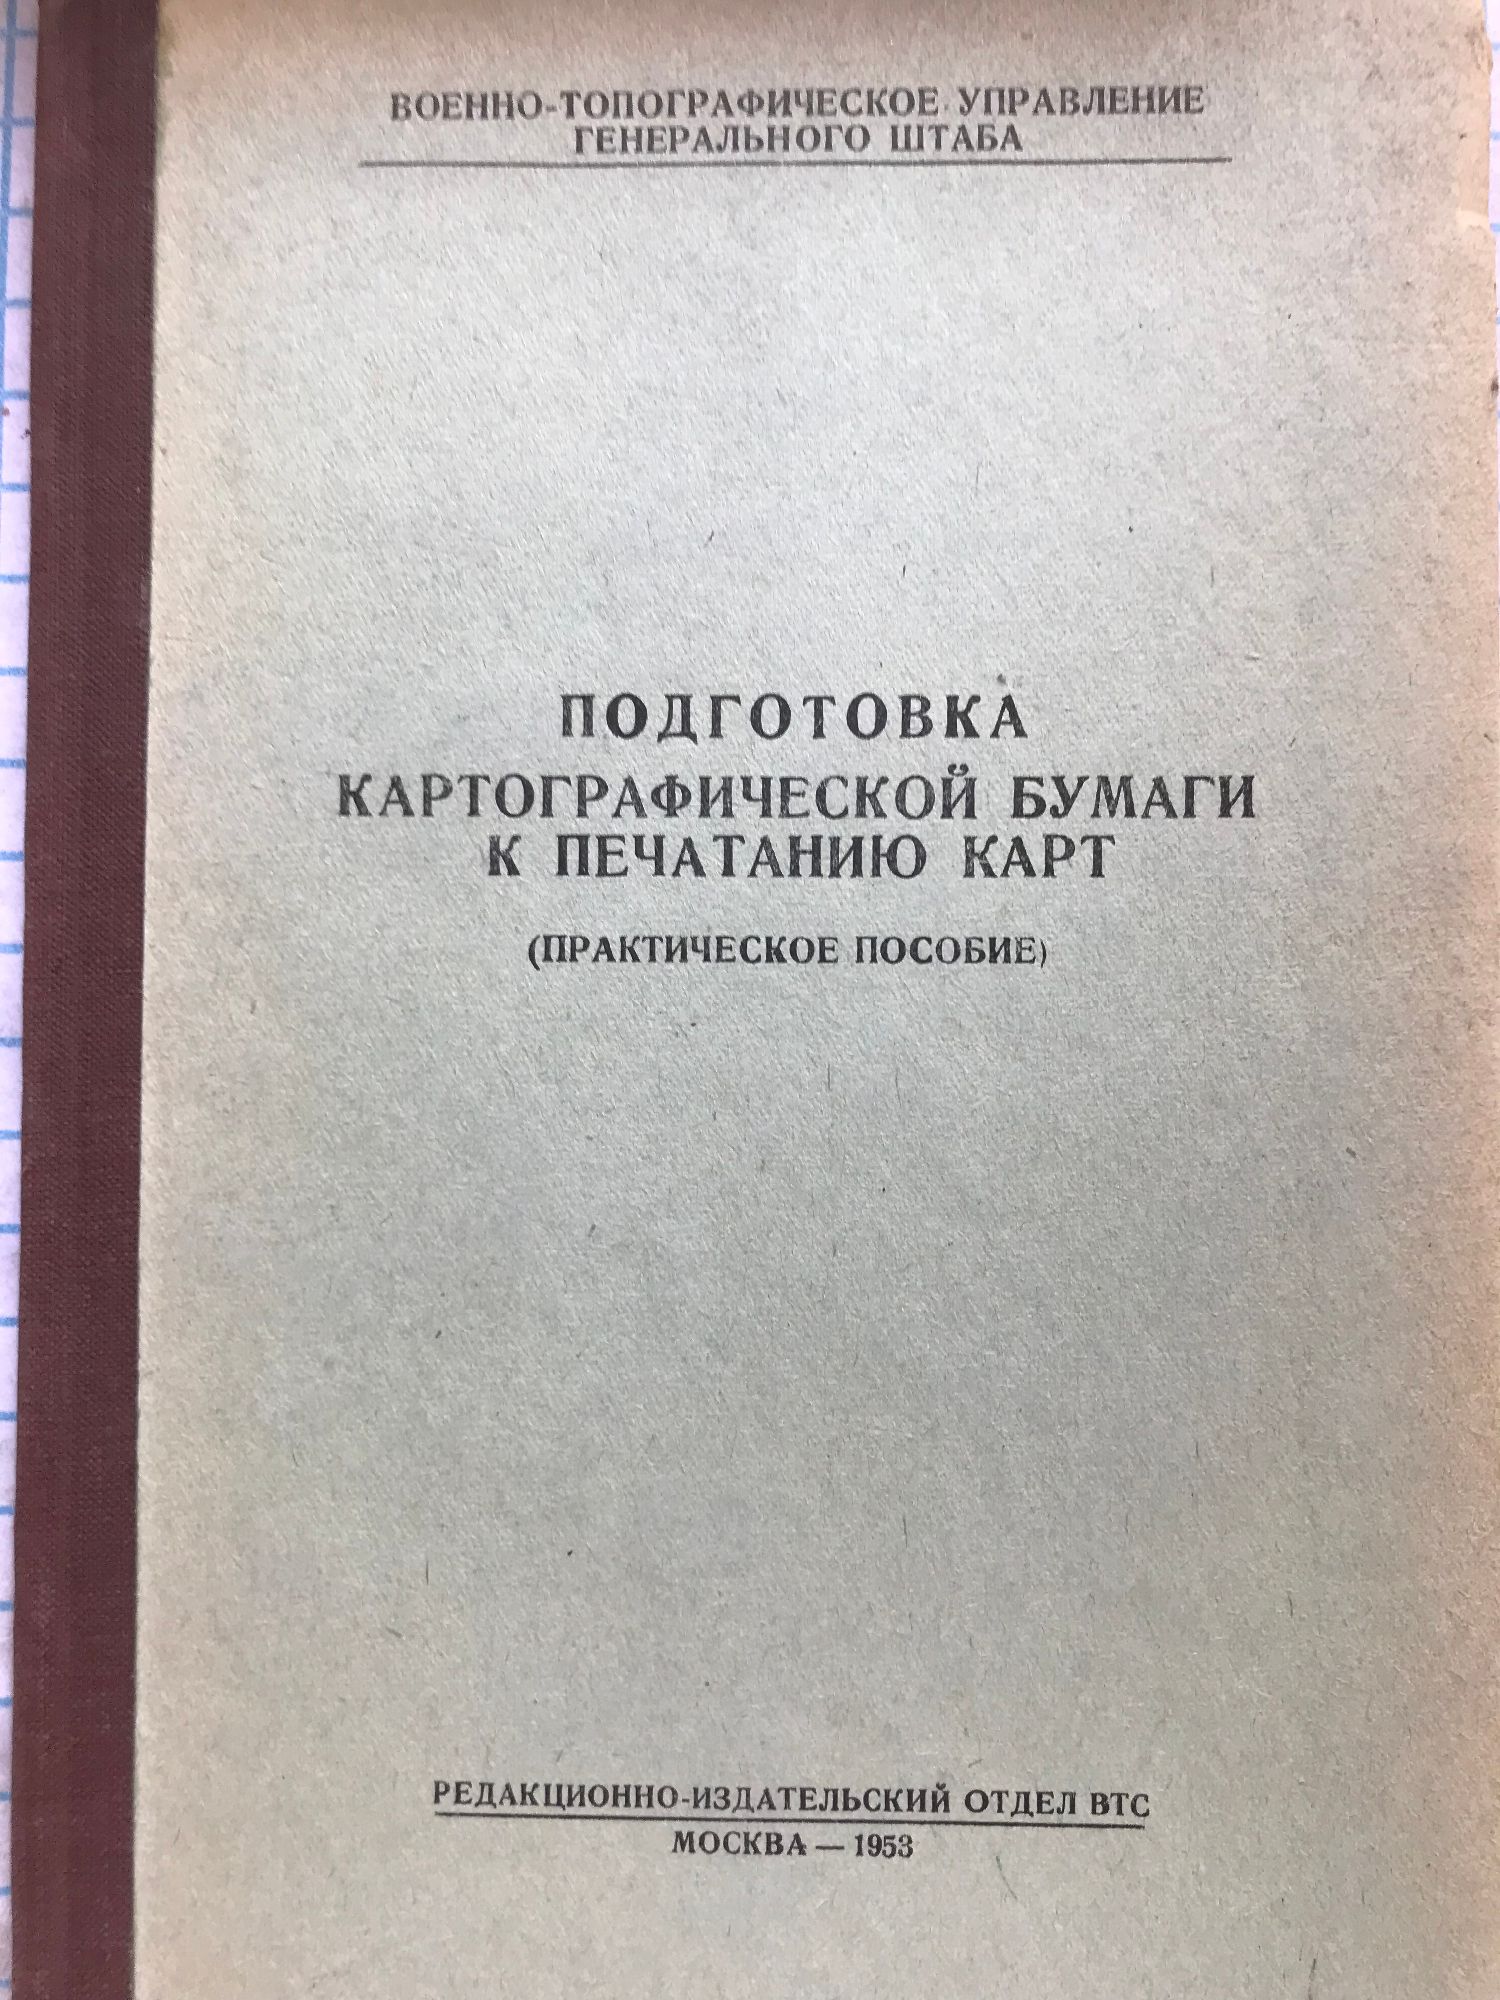 ВОЕННО-ТОПОГРАФИЧЕСКОЕ УПРАВЛЕНИЕ
ГЕНЕРАЛЬНОГО ШТАБА
ПОДГОТОВКА
КАРТОГРАФИЧЕСКОЙ БУМАГИ
К ПЕЧАТАНИЮ КАРТ
(ПРАКТИЧЕСКОЕ ПОСОБИЕ)
РЕДАКЦИОННО-ИЗДАТЕЛЬСКИЙ ОТДЕЛ ВТС
МОСКВА — 1953